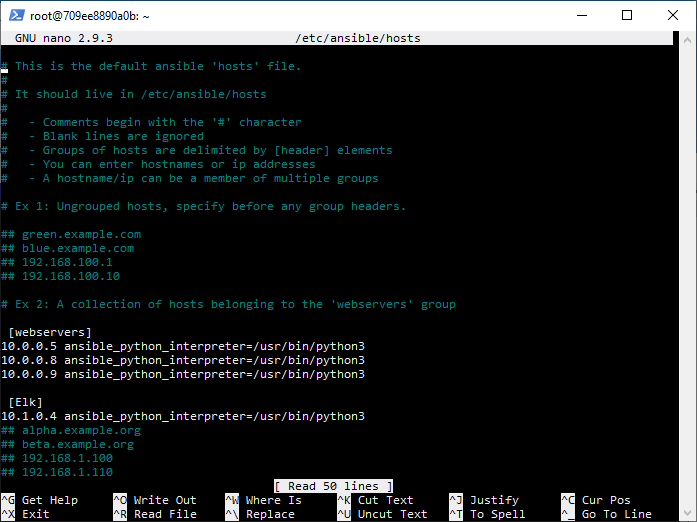 root@709ee8890a0b: ~
GNU nano 2.9.3 /etc/ansible/hosts
# This is the default ansible 'hosts' file.
#
# It should live in /etc/ansible/hosts
#
#   - Comments begin with the '#' character
#   - Blank lines are ignored
#   - Groups of hosts are delimited by [header] elements
#   - You can enter hostnames or ip addresses
#   - A hostname/ip can be a member of multiple groups
# Ex 1: Ungrouped hosts, specify before any group headers.
## green.example.com
## blue.example.com
## 192.168.100.1
## 192.168.100.10
# Ex 2: A collection of hosts belonging to the 'webservers' group
[webservers]
10.0.0.5 ansible_python_interpreter=/usr/bin/python3
10.0.0.8 ansible_python_interpreter=/usr/bin/python3
10.0.0.9 ansible_python_interpreter=/usr/bin/python3
[Elk]
10.1.0.4 ansible_python_interpreter=/usr/bin/python3
## alpha.example.org
## beta.example.org
## 192.168.1.100
## 192.168.1.110
[ Read 50 lines ]
^G Get Help ^O Write Out ^W Where Is ^K Cut Text ^J Justify ^C Cur Pos
^X Exit ^R Read File ^\ Replace ^U Uncut Text ^T To Spell ^_ Go To Line